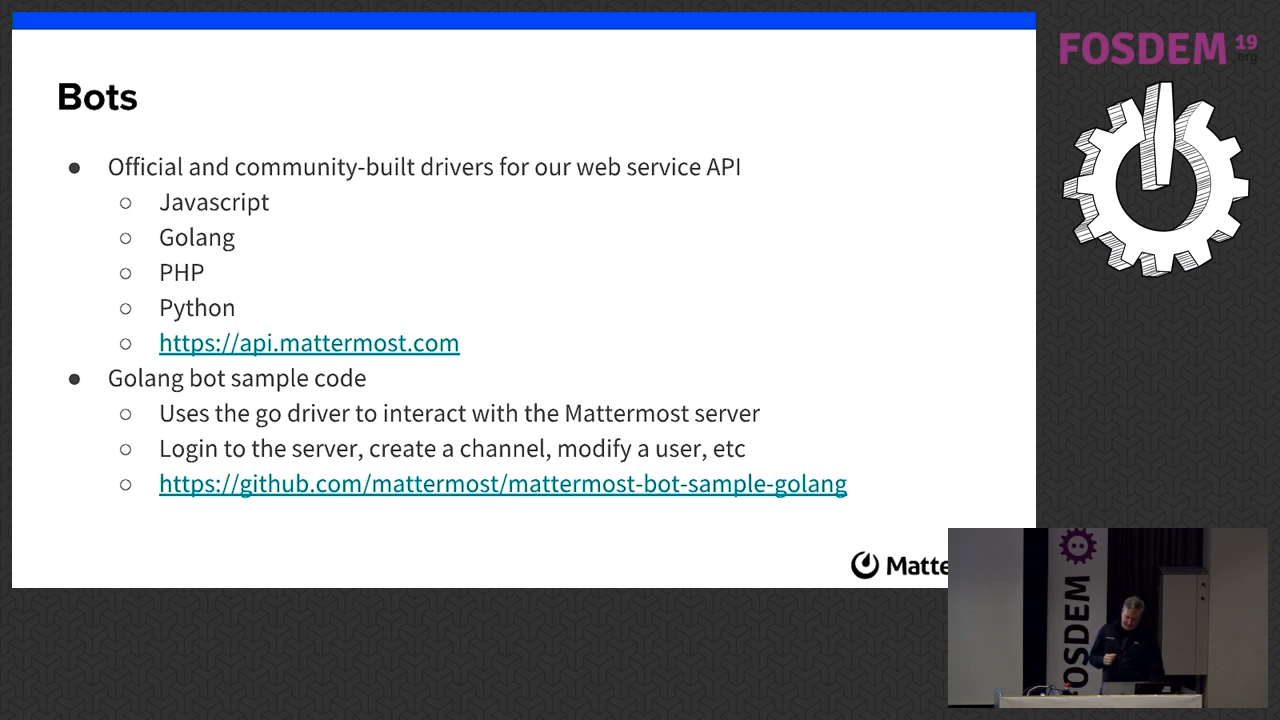 Bots
● Official and community-built drivers for our web service API
○ Javascript
○ Golang
○ PHP
○ Python
○ https://api.mattermost.com
● Golang bot sample code
○ Uses the go driver to interact with the Mattermost server
○ Login to the server, create a channel, modify a user, etc
○ https://github.com/mattermost/mattermost-bot-sample-golang
Matte
FOSDEM 19
.org
FOSDEM